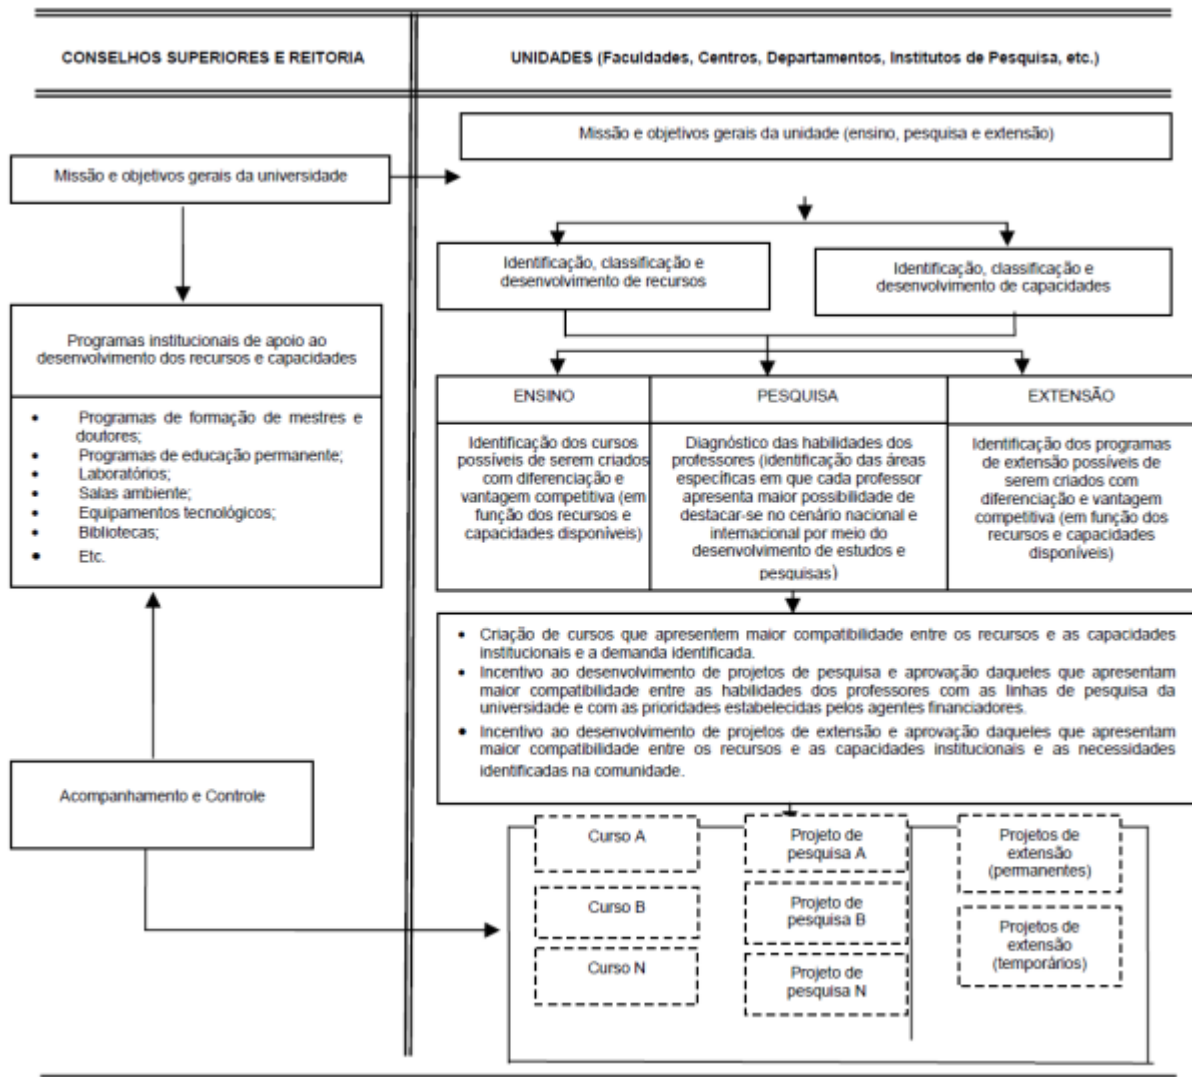 CONSELHOS SUPERIORES E REITORIA
UNIDADES (Faculdades, Centros, Departamentos, Institutos de Pesquisa, etc.)
Missão e objetivos gerais da unidade (ensino, pesquisa e extensão)
Missão e objetivos gerais da universidade
Identificação, classificação e
desenvolvimento de recursos
Identificação, classificação e
desenvolvimento de capacidades
Programas institucionais de apoio ao
desenvolvimento dos recursos e capacidades
• Programas de formação de mestres e
doutores;
• Programas de educação permanente;
• Laboratórios;
• Salas ambiente;
• Equipamentos tecnológicos;
• Bibliotecas;
• Etc.
ENSINO
Identificação dos cursos
possíveis de serem criados
com diferenciação e
vantagem competitiva (em
função dos recursos e
capacidades disponíveis)
PESQUISA
Diagnóstico das habilidades dos
professores (identificação das áreas
específicas em que cada professor
apresenta maior possibilidade de
destacar-se no cenário nacional e
internacional por meio do
desenvolvimento de estudos e
pesquisas)
EXTENSÃO
Identificação dos programas
de extensão possíveis de
serem criados com
diferenciação e vantagem
competitiva (em função dos
recursos e capacidades
disponíveis)
• Criação de cursos que apresentem maior compatibilidade entre os recursos e as capacidades
institucionais e a demanda identificada.
• Incentivo ao desenvolvimento de projetos de pesquisa e aprovação daqueles que apresentam
maior compatibilidade entre as habilidades dos professores com as linhas de pesquisa da
universidade e com as prioridades estabelecidas pelos agentes financiadores.
• Incentivo ao desenvolvimento de projetos de extensão e aprovação daqueles que apresentam
maior compatibilidade entre os recursos e as capacidades institucionais e as necessidades
identificadas na comunidade.
Acompanhamento e Controle
Curso A
Curso B
Curso N
Projeto de
pesquisa A
Projeto de
pesquisa B
Projeto de
pesquisa N
Projetos de
extensão
(permanentes)
Projetos de
extensão
(temporários)